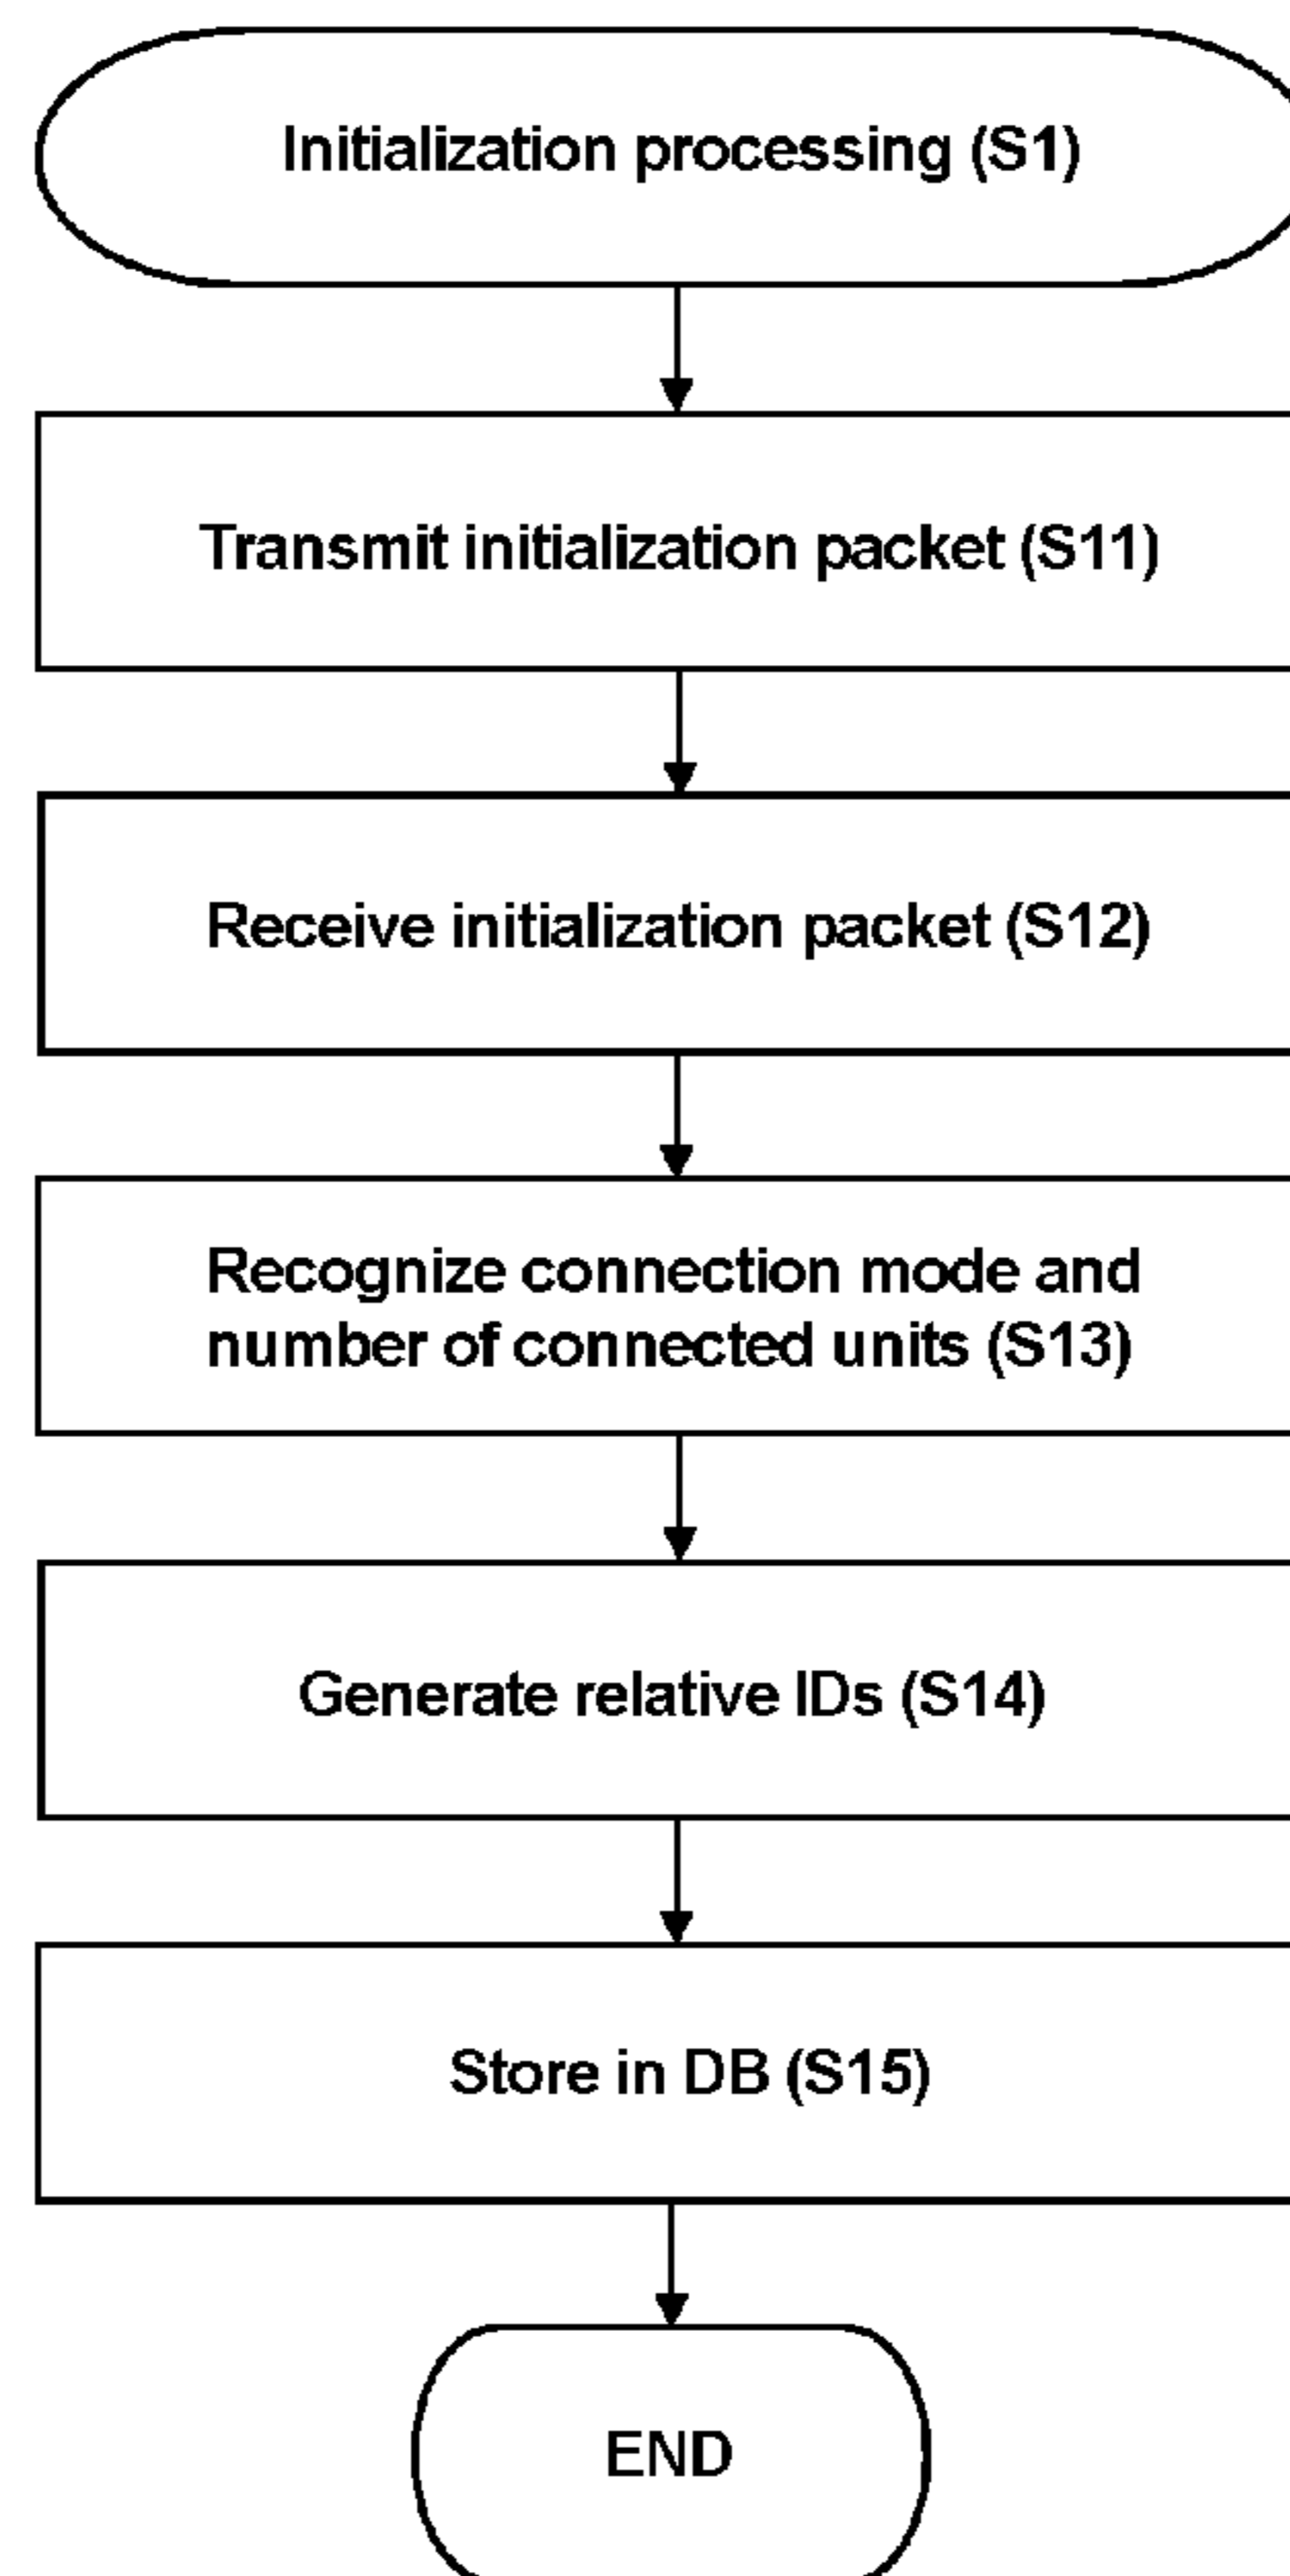 Initialization processing (S1)
Transmit initialization packet (S11)
Receive initialization packet (S12)
Recognize connection mode and
number of connected units (S13)
Generate relative IDs (S14)
Store in DB (S15)
END